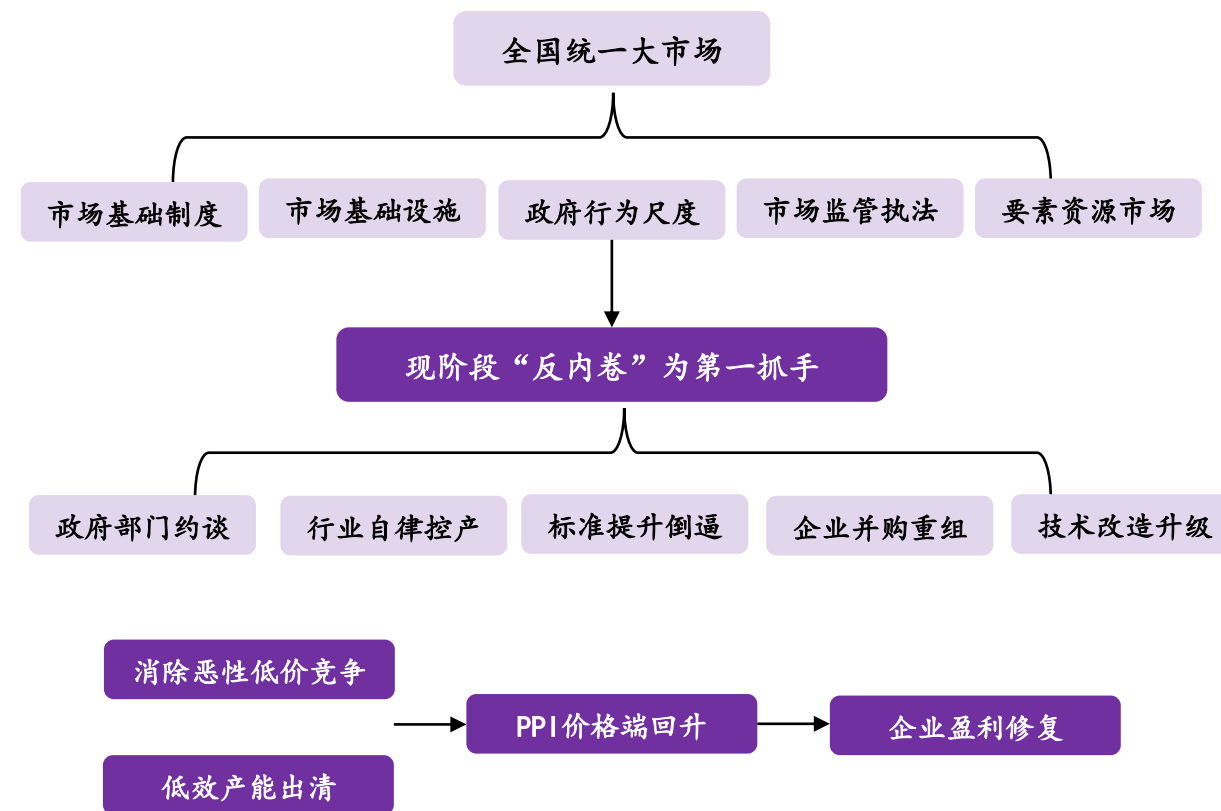 全国统一大市场
市场基础制度
市场基础设施
政府行为尺度
市场监管执法
要素资源市场
现阶段“反内卷”为第一抓手
政府部门约谈
行业自律控产
标准提升倒逼
企业并购重组
技术改造升级
消除恶性低价竞争
低效产能出清
PPI价格端回升
企业盈利修复